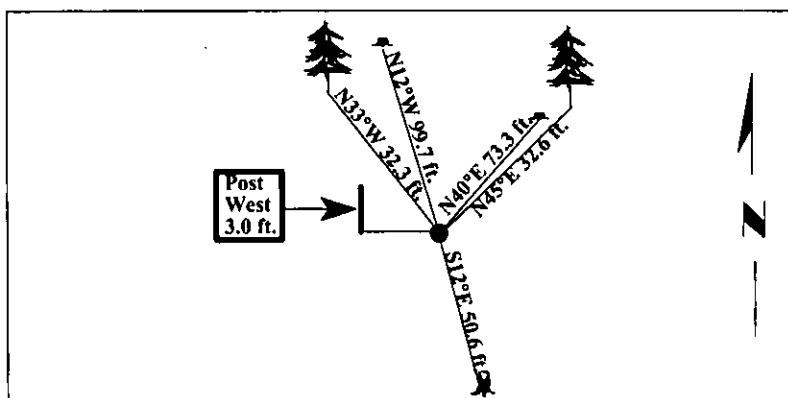 N33°W 32.3 ft.
N12°W 99.7 ft.
N40°E 73.3 ft.
N45°E 32.6 ft.
Post
West
3.0 ft.
S12°E 50.6 ft.
N